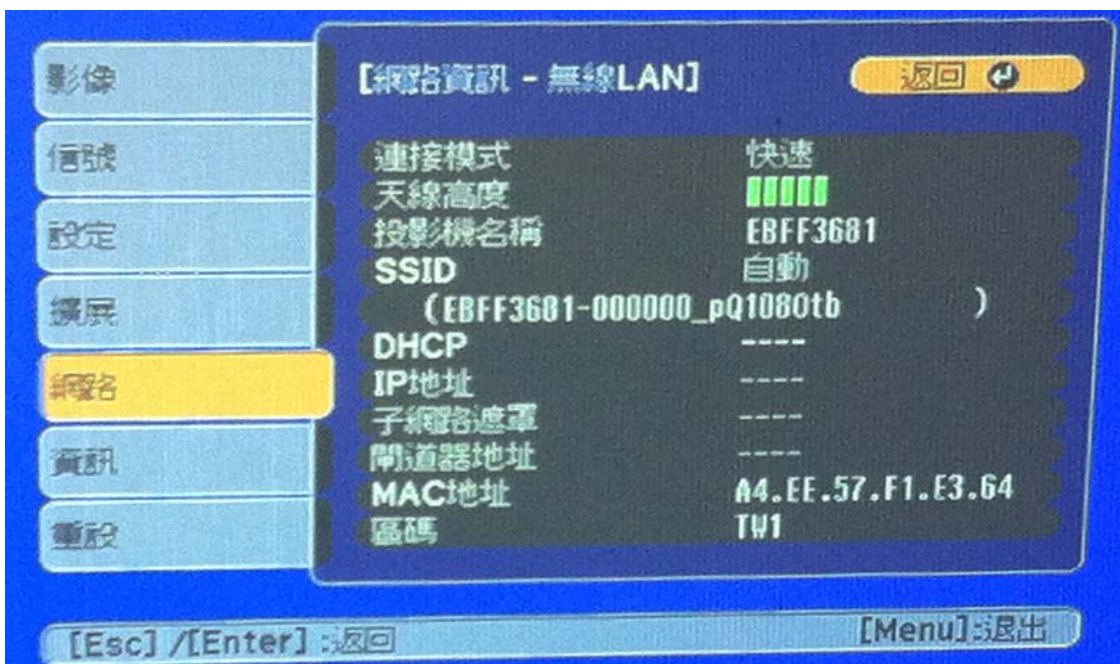 影像
信號
設定
擴展
網路
資訊
重設
[網路資訊 - 無線LAN]
返回
連接模式 快速
天線高度
投影機名稱 EBFF3681
SSID 自動
(EBFF3681-000000_pQ1080tb )
DHCP ----
IP地址 ----
子網路遮罩 ----
閘道器地址 ----
MAC地址 A4.EE.57.F1.E3.64
區碼 TW1
[Esc] /[Enter] :返回
[Menu]:退出